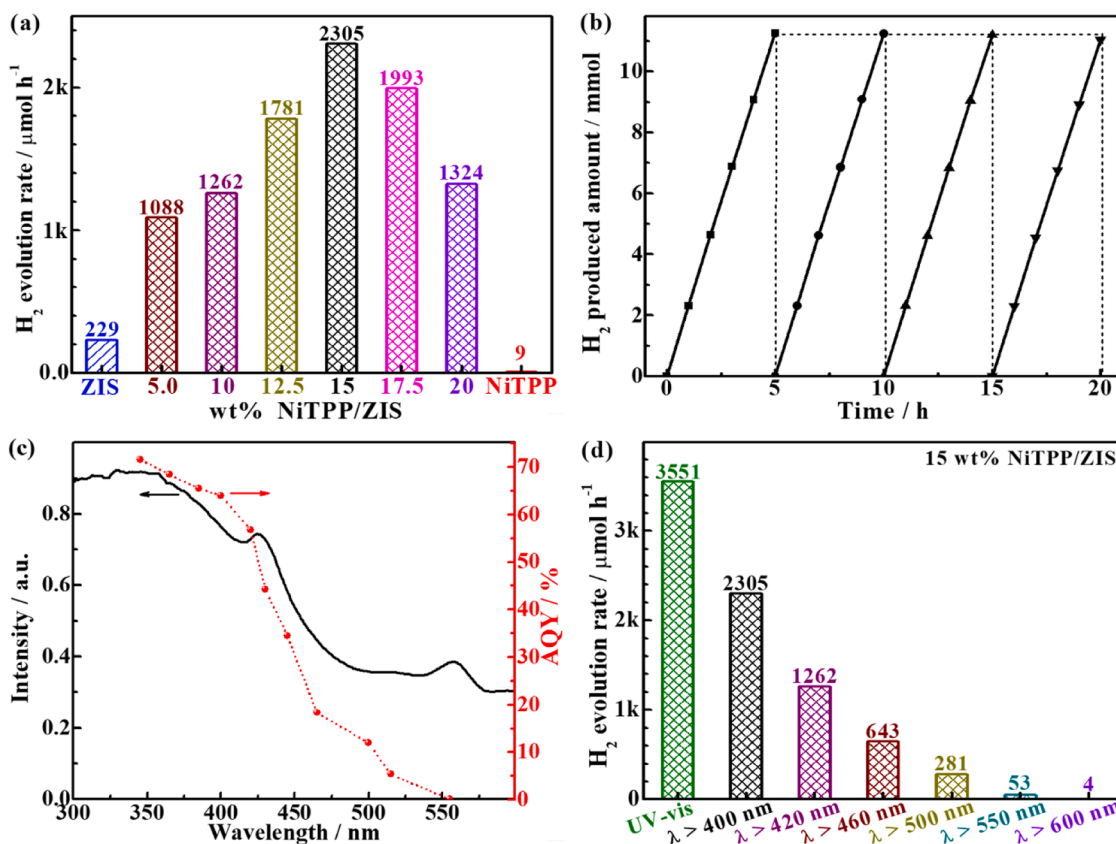 (a)
H₂ evolution rate / μmol h⁻¹
2k
1k
0.0
229
1088
1262
1781
2305
1993
1324
9
ZIS 5.0 10 12.5 15 17.5 20 NiTPP
wt% NiTPP/ZIS
(b)
H₂ produced amount / mmol
10
8
6
4
2
0
0 5 10 15 20
Time / h
(c)
Intensity / a.u.
0.8
0.6
0.4
0.2
0.0
300 350 400 450 500 550
Wavelength / nm
70
60
50
40
30
20
10
0
AQY / %
(d)
15 wt% NiTPP/ZIS
H₂ evolution rate / μmol h⁻¹
3k
2k
1k
0
3551
2305
1262
643
281
53
4
UV-vis
λ > 400 nm
λ > 420 nm
λ > 460 nm
λ > 500 nm
λ > 550 nm
λ > 600 nm